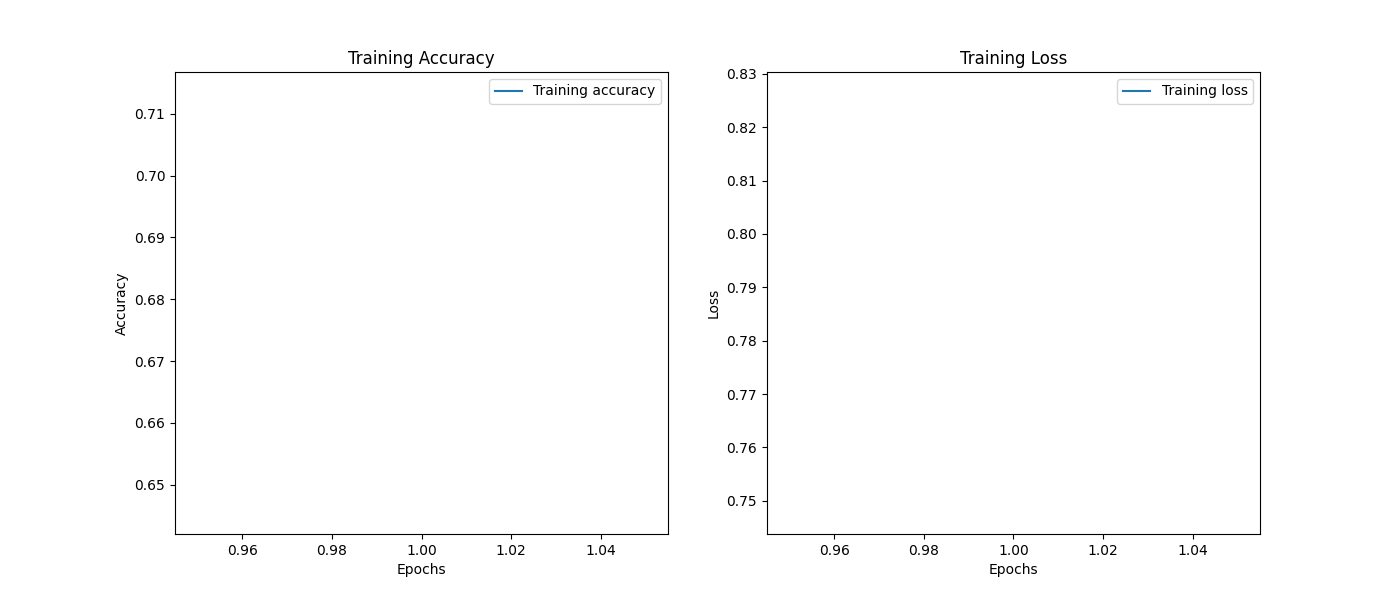 Training Accuracy
Training accuracy
0.71
0.70
0.69
0.68
0.67
0.66
0.65
Accuracy
0.96 0.98 1.00 1.02 1.04
Epochs
Training Loss
Training loss
0.83
0.82
0.81
0.80
0.79
0.78
0.77
0.76
0.75
Loss
0.96 0.98 1.00 1.02 1.04
Epochs